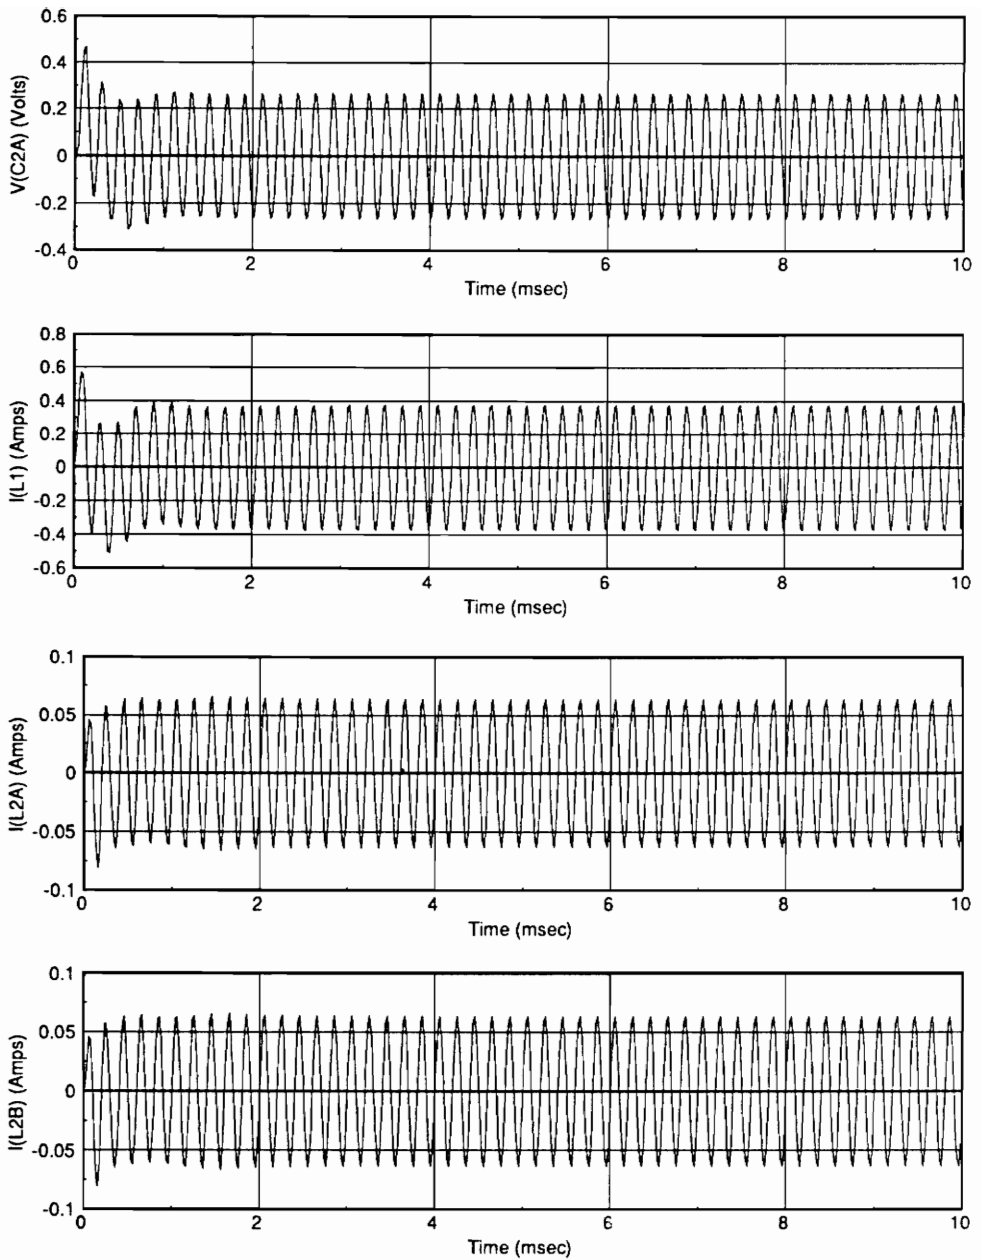 0.6
0.4
0.2
0
-0.2
-0.4
V(C2A) (Volts)
0 2 4 6 8 10
Time (msec)
0.8
0.6
0.4
0.2
0
-0.2
-0.4
-0.6
I(L1) (Amps)
0 2 4 6 8 10
Time (msec)
0.1
0.05
0
-0.05
-0.1
I(L2A) (Amps)
0 2 4 6 8 10
Time (msec)
0.1
0.05
0
-0.05
-0.1
I(L2B) (Amps)
0 2 4 6 8 10
Time (msec)